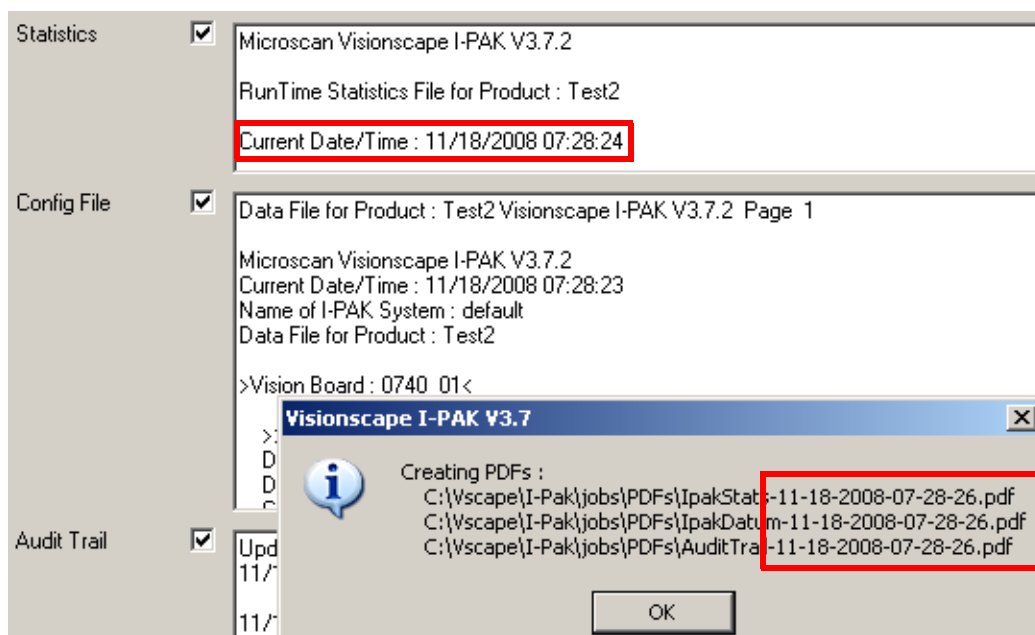 Statistics
Microscan Visionscape I-PAK V3.7.2
RunTime Statistics File for Product : Test2
Current Date/Time : 11/18/2008 07:28:24
Config File
Data File for Product : Test2 Visionscape I-PAK V3.7.2 Page 1
Microscan Visionscape I-PAK V3.7.2
Current Date/Time : 11/18/2008 07:28:23
Name of I-PAK System : default
Data File for Product : Test2
>Vision Board : 0740 01<
Visionscape I-PAK V3.7
Creating PDFs :
C:\Vscape\I-Pak\jobs\PDFs\IpakStats-11-18-2008-07-28-26.pdf
C:\Vscape\I-Pak\jobs\PDFs\IpakDatum-11-18-2008-07-28-26.pdf
C:\Vscape\I-Pak\jobs\PDFs\AuditTrail-11-18-2008-07-28-26.pdf
OK
Audit Trail
Upd
11/
11/